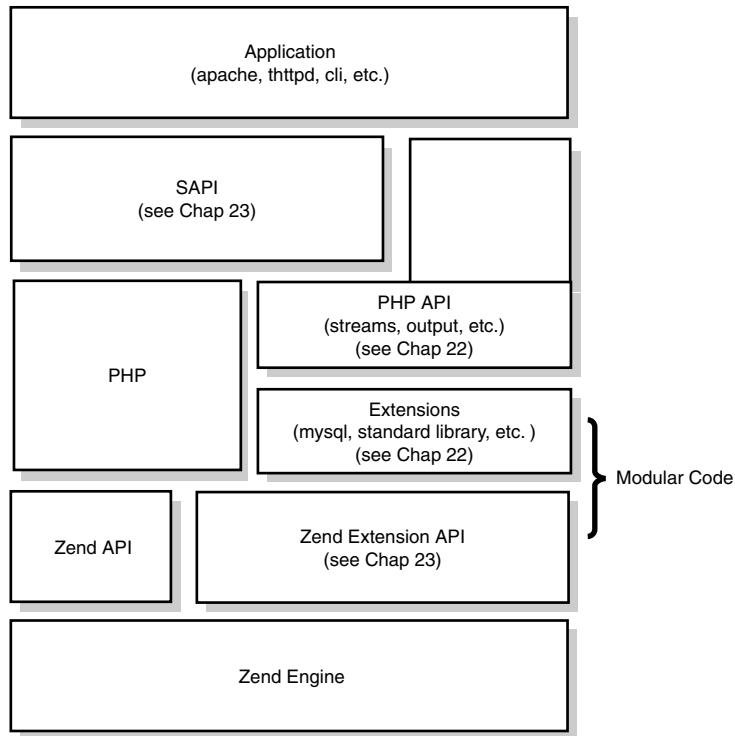 Application
(apache, thttpd, cli, etc.)
SAPI
(see Chap 23)
PHP API
(streams, output, etc.)
(see Chap 22)
PHP
Extensions
(mysql, standard library, etc. )
(see Chap 22)
Modular Code
Zend API
Zend Extension API
(see Chap 23)
Zend Engine